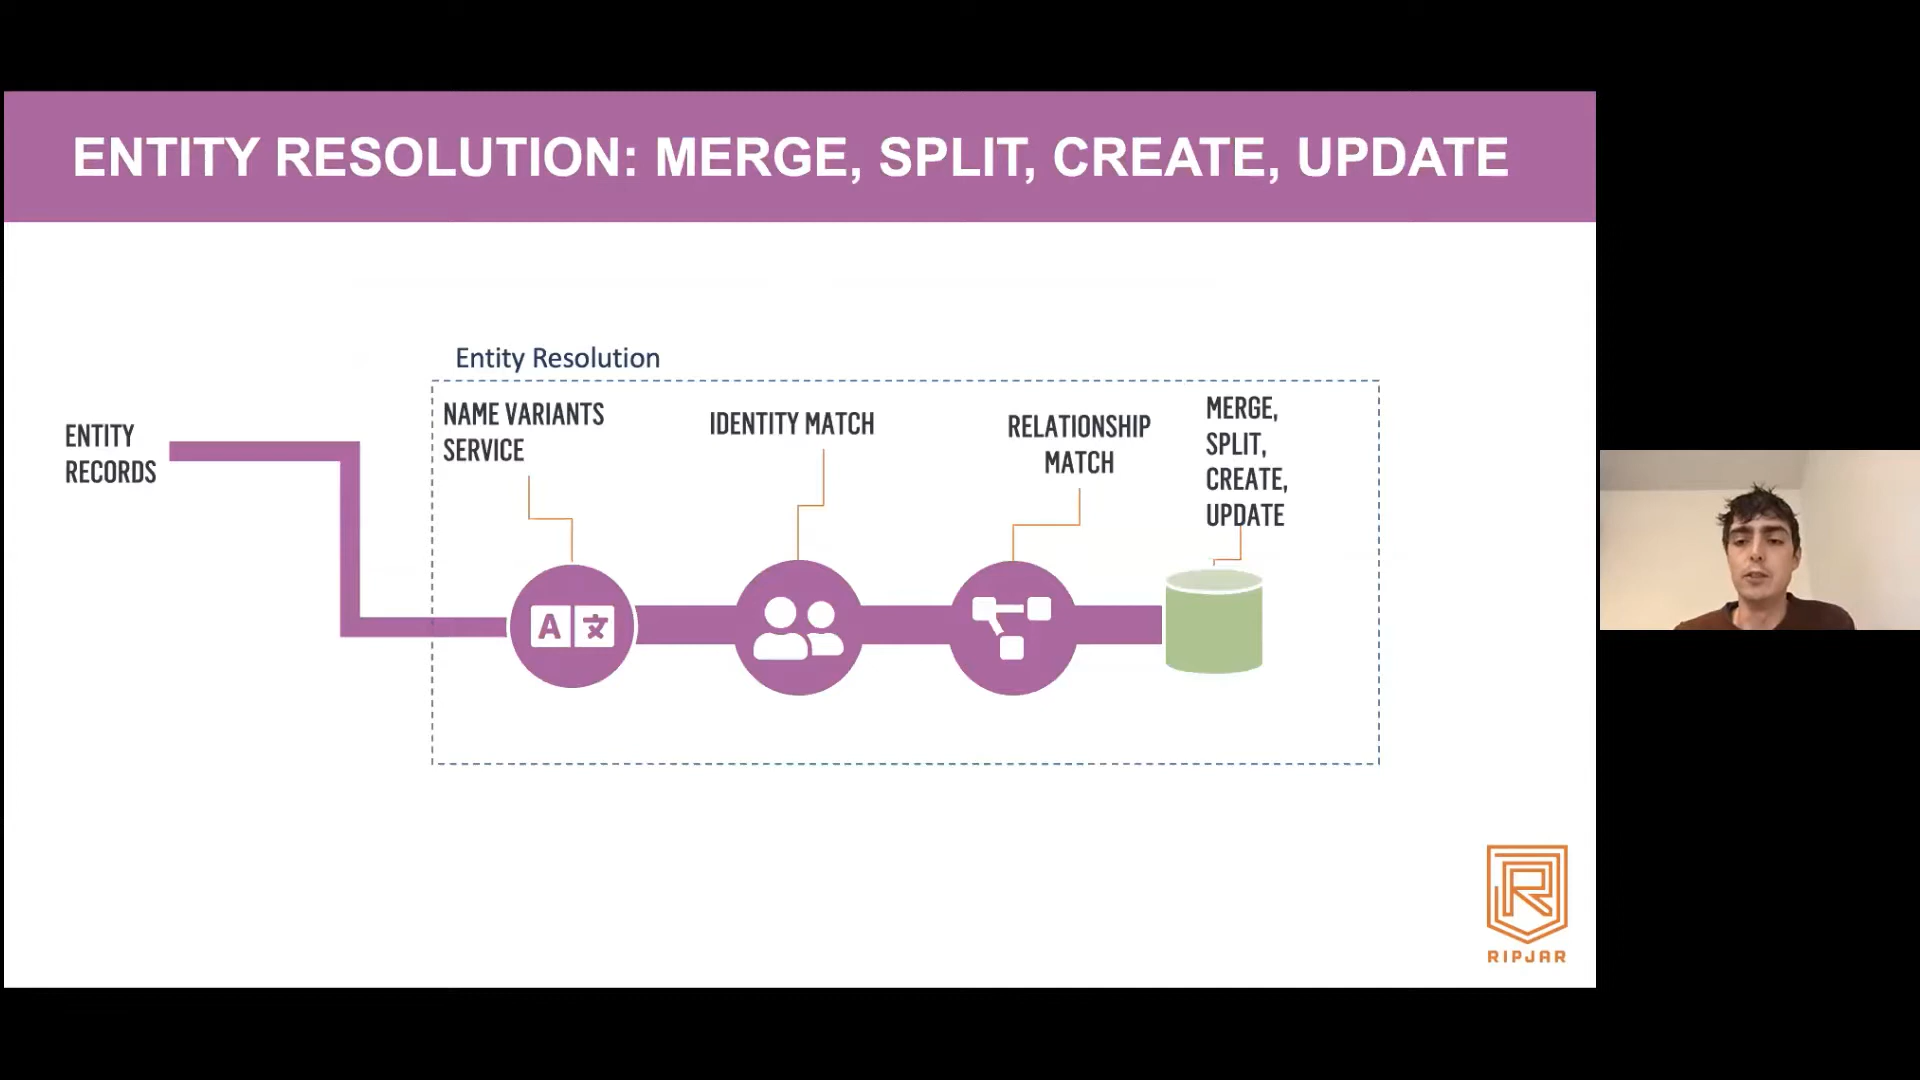 ENTITY RESOLUTION: MERGE, SPLIT, CREATE, UPDATE
Entity Resolution
ENTITY
RECORDS
NAME VARIANTS
SERVICE
IDENTITY MATCH
RELATIONSHIP
MATCH
MERGE,
SPLIT,
CREATE,
UPDATE
A文
R
RIPJAR